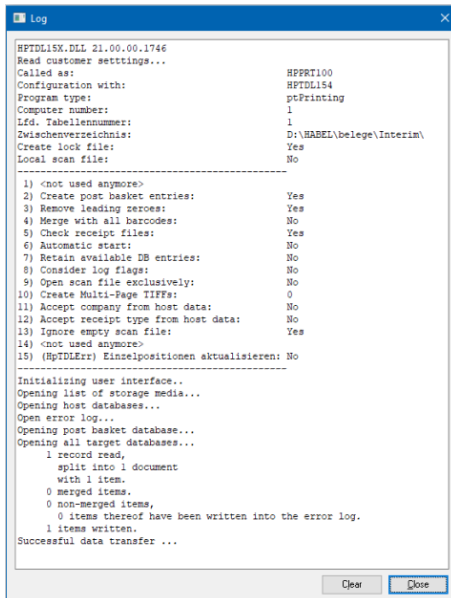 Log
HPTDL15X.DLL 21.00.00.1746
Read customer setttings...
Called as: HPPRT100
Configuration with: HPTDL154
Program type: ptPrinting
Computer number: 1
Lfd. Tabellennummer: 1
Zwischenverzeichnis: D:\HABEL\belege\Interim\
Create lock file: Yes
Local scan file: No
------------------------------------------------
1) <not used anymore>
2) Create post basket entries: Yes
3) Remove leading zeroes: Yes
4) Merge with all barcodes: No
5) Check receipt files: Yes
6) Automatic start: No
7) Retain available DB entries: No
8) Consider log flags: No
9) Open scan file exclusively: No
10) Create Multi-Page TIFFs: 0
11) Accept company from host data: No
12) Accept receipt type from host data: No
13) Ignore empty scan file: Yes
14) <not used anymore>
15) (HpTDLErr) Einzelpositionen aktualisieren: No
------------------------------------------------
Initializing user interface..
Opening list of storage media...
Opening host databases...
Open error log...
Opening post basket database...
Opening all target databases...
1 record read,
split into 1 document
with 1 item.
0 merged items.
0 non-merged items,
0 items thereof have been written into the error log.
1 items written.
Successful data transfer ...
Clear Close